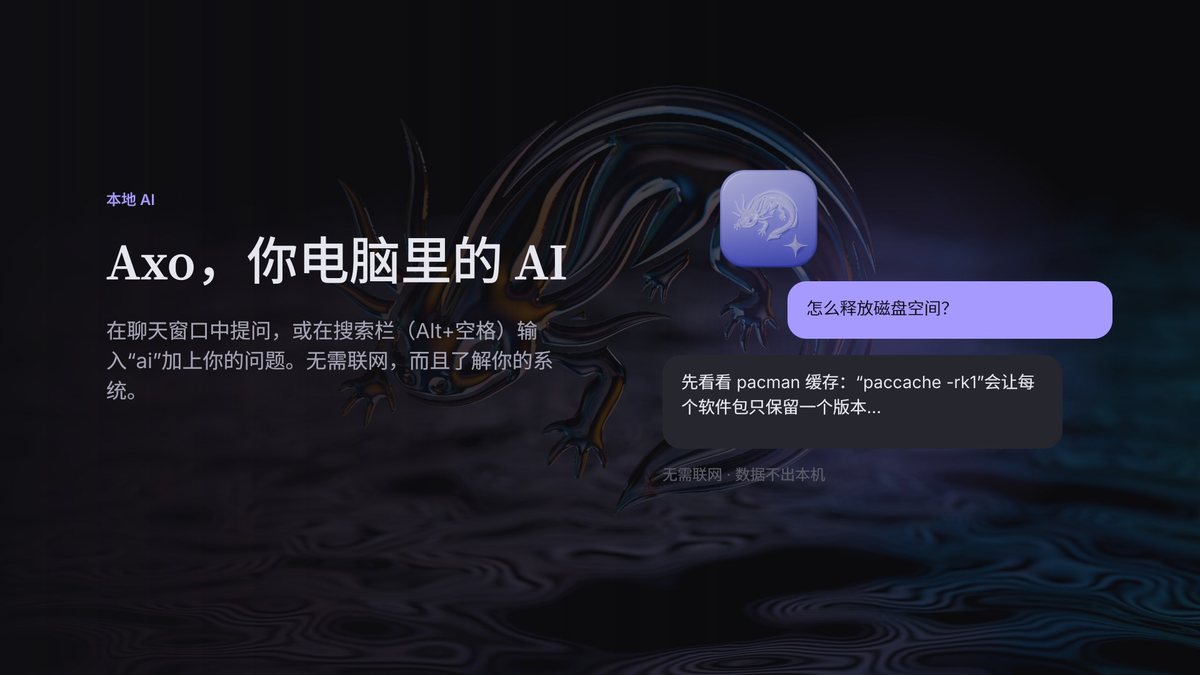 本地 AI
Axo，你电脑里的 AI
在聊天窗口中提问，或在搜索栏（Alt+空格）输
入“ai”加上你的问题。无需联网，而且了解你的系
统。
怎么释放磁盘空间？
先看看 pacman 缓存：“paccache -rk1”会让每
个软件包只保留一个版本…
无需联网 · 数据不出本机